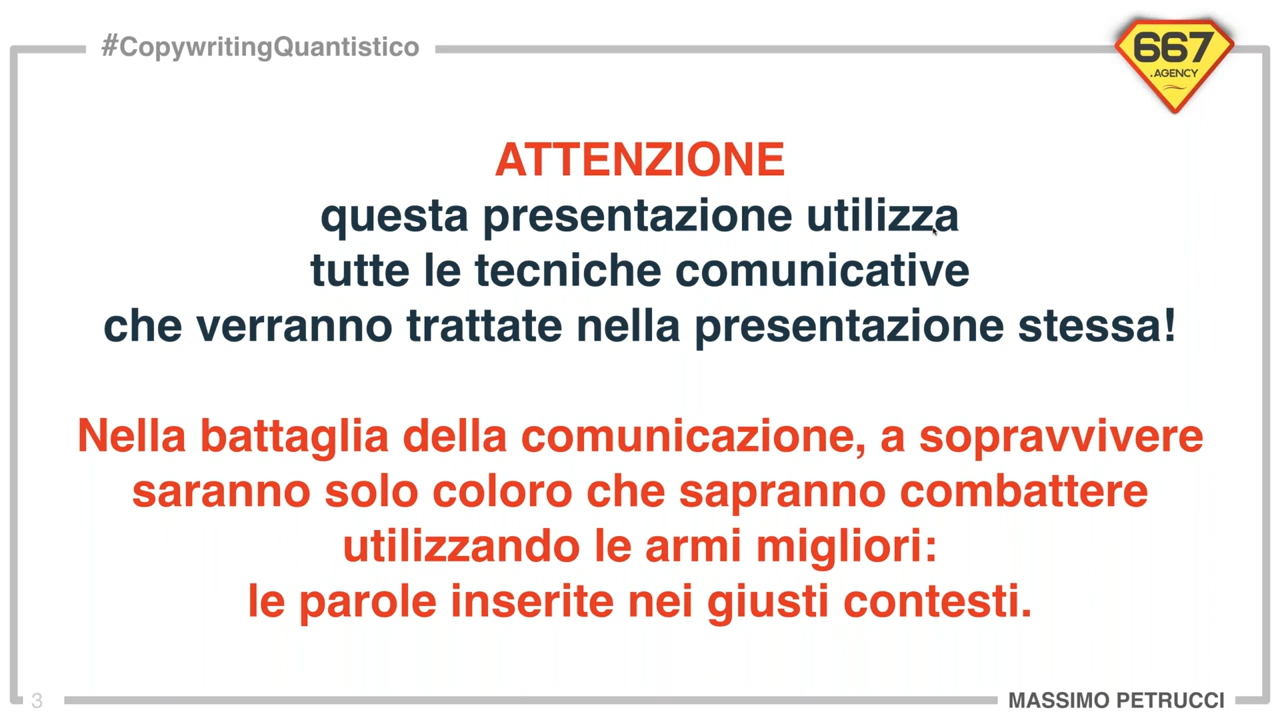 #CopywritingQuantistico
667
.AGENCY
ATTENZIONE
questa presentazione utilizza
tutte le tecniche comunicative
che verranno trattate nella presentazione stessa!
Nella battaglia della comunicazione, a sopravvivere
saranno solo coloro che sapranno combattere
utilizzando le armi migliori:
le parole inserite nei giusti contesti.
3
MASSIMO PETRUCCI